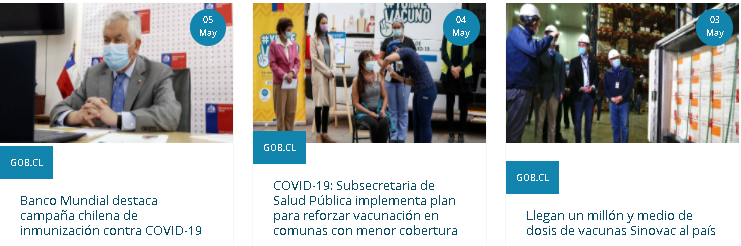 05
May
GOB.CL
Banco Mundial destaca
campaña chilena de
inmunización contra COVID-19
VACUNO
04
May
GOB.CL
COVID-19: Subsecretaria de
Salud Pública implementa plan
para reforzar vacunación en
comunas con menor cobertura
03
May
GOB.CL
Llegan un millón y medio de
dosis de vacunas Sinovac al país